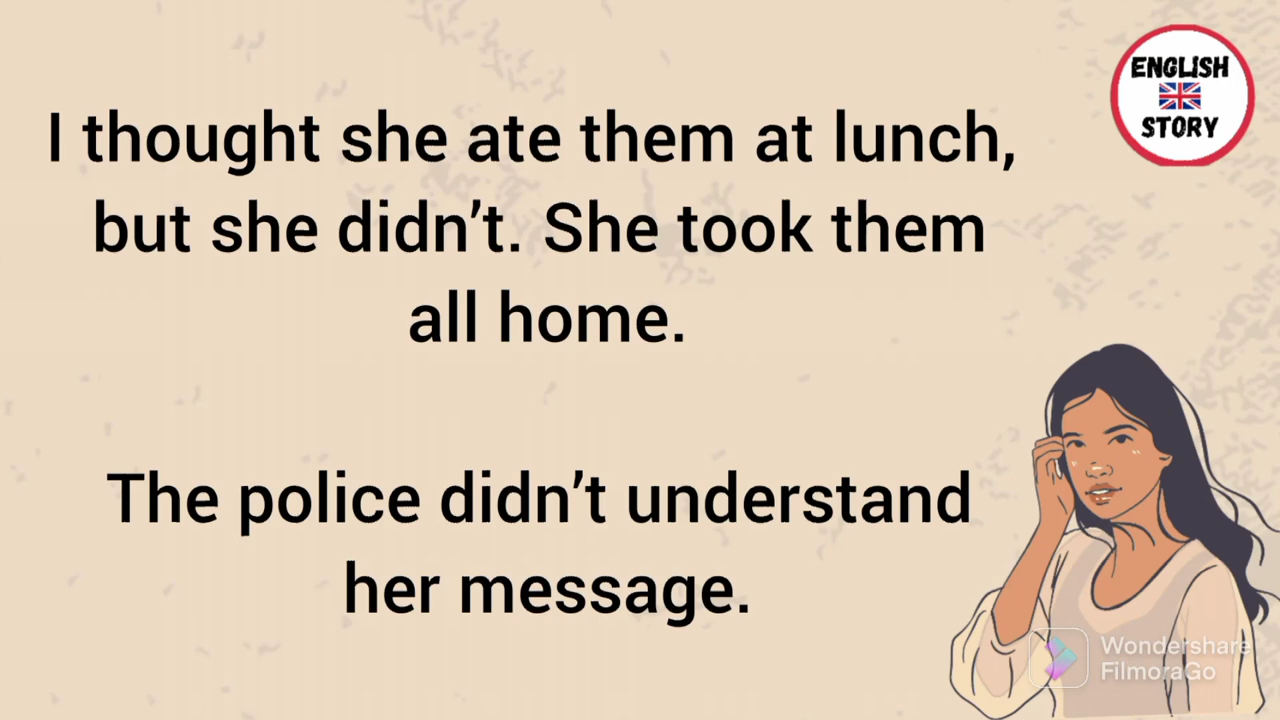 ENGLISH
STORY
I thought she ate them at lunch,
but she didn’t. She took them
all home.
The police didn’t understand
her message.
Wondershare
FilmoraGo